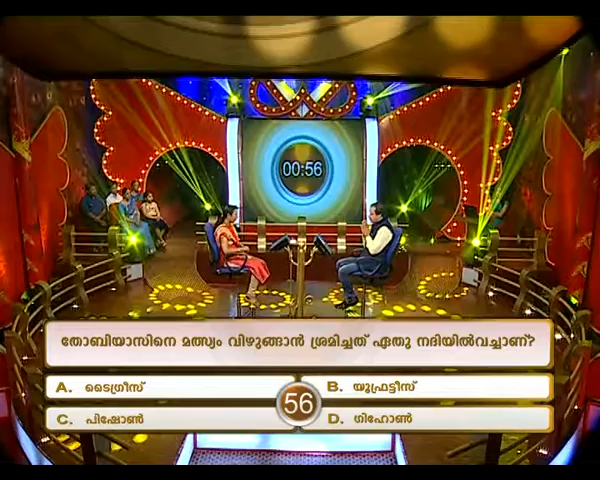 00:56
തോബിയാസിനെ മത്സ്യം വിഴുങ്ങാൻ ശ്രമിച്ചത് ഏതു നദിയിൽവച്ചാണ്?
A. ടൈഗ്രീസ്
B. യൂഫ്രട്ടീസ്
56
C. പിഷോൺ
D. ഗിഹോൺ